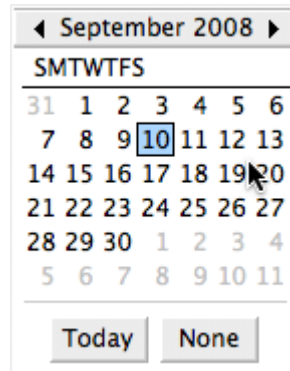 ◀ September 2008 ▶
SMTWTFS
31 1 2 3 4 5 6
7 8 9 10 11 12 13
14 15 16 17 18 19 20
21 22 23 24 25 26 27
28 29 30 1 2 3 4
5 6 7 8 9 10 11
Today None